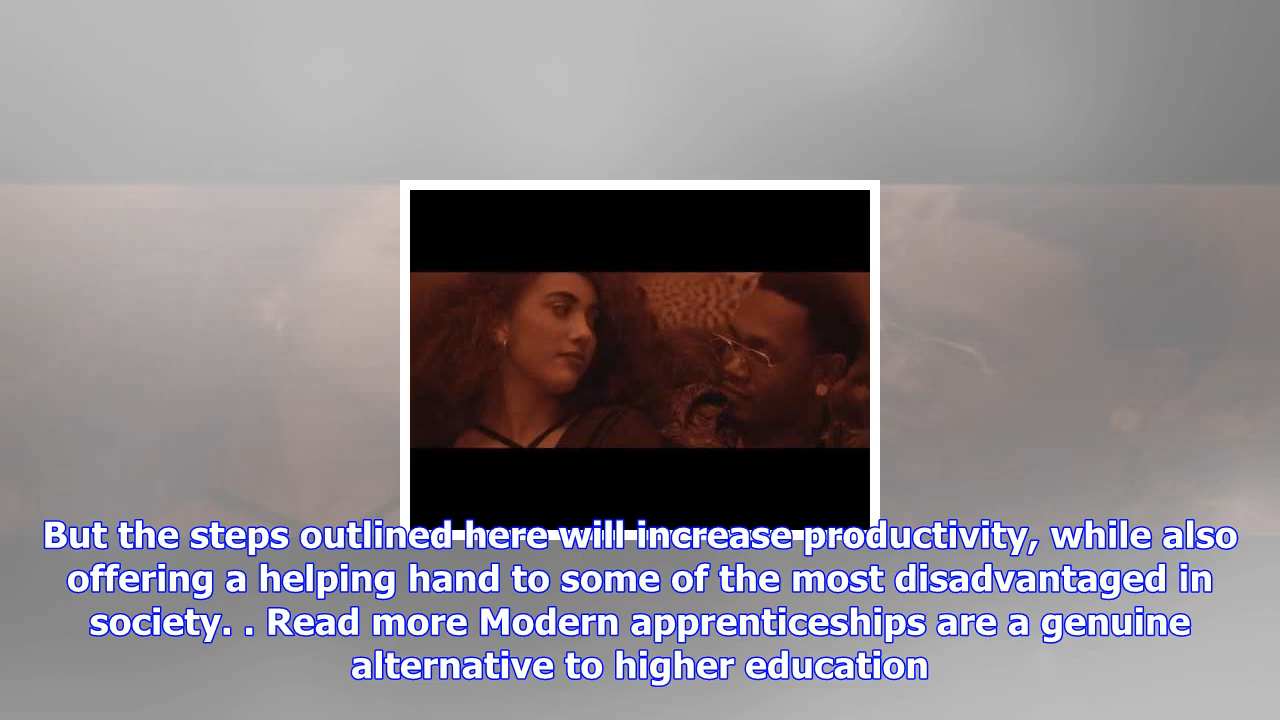 But the steps outlined here will increase productivity, while also
offering a helping hand to some of the most disadvantaged in
society. . Read more Modern apprenticeships are a genuine
alternative to higher education